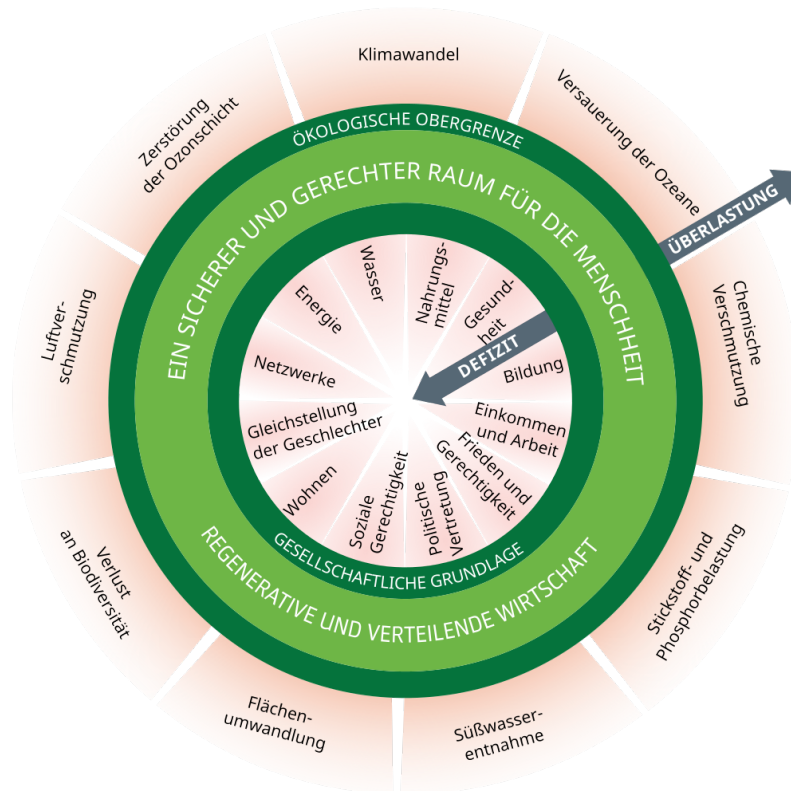 Klimawandel
Versauerung der Ozeane
ÜBERLASTUNG
Chemische
Verschmutzung
Stickstoff- und
Phosphorbelastung
Süßwasser-
entnahme
Flächen-
umwandlung
Verlust
an Biodiversität
Luftver-
schmutzung
Zerstörung
der Ozonschicht
ÖKOLOGISCHE OBERGRENZE
EIN SICHERER UND GERECHTER RAUM FÜR DIE MENSCHHEIT
Wasser
Nahrungs-
mittel
Gesund-
heit
DEFIZIT
Bildung
Einkommen
und Arbeit
Frieden und
Gerechtigkeit
Politische
Vertretung
Soziale
Gerechtigkeit
Wohnen
Gleichstellung
der Geschlechter
Netzwerke
Energie
GESELLSCHAFTLICHE GRUNDLAGE
REGENERATIVE UND VERTEILENDE WIRTSCHAFT